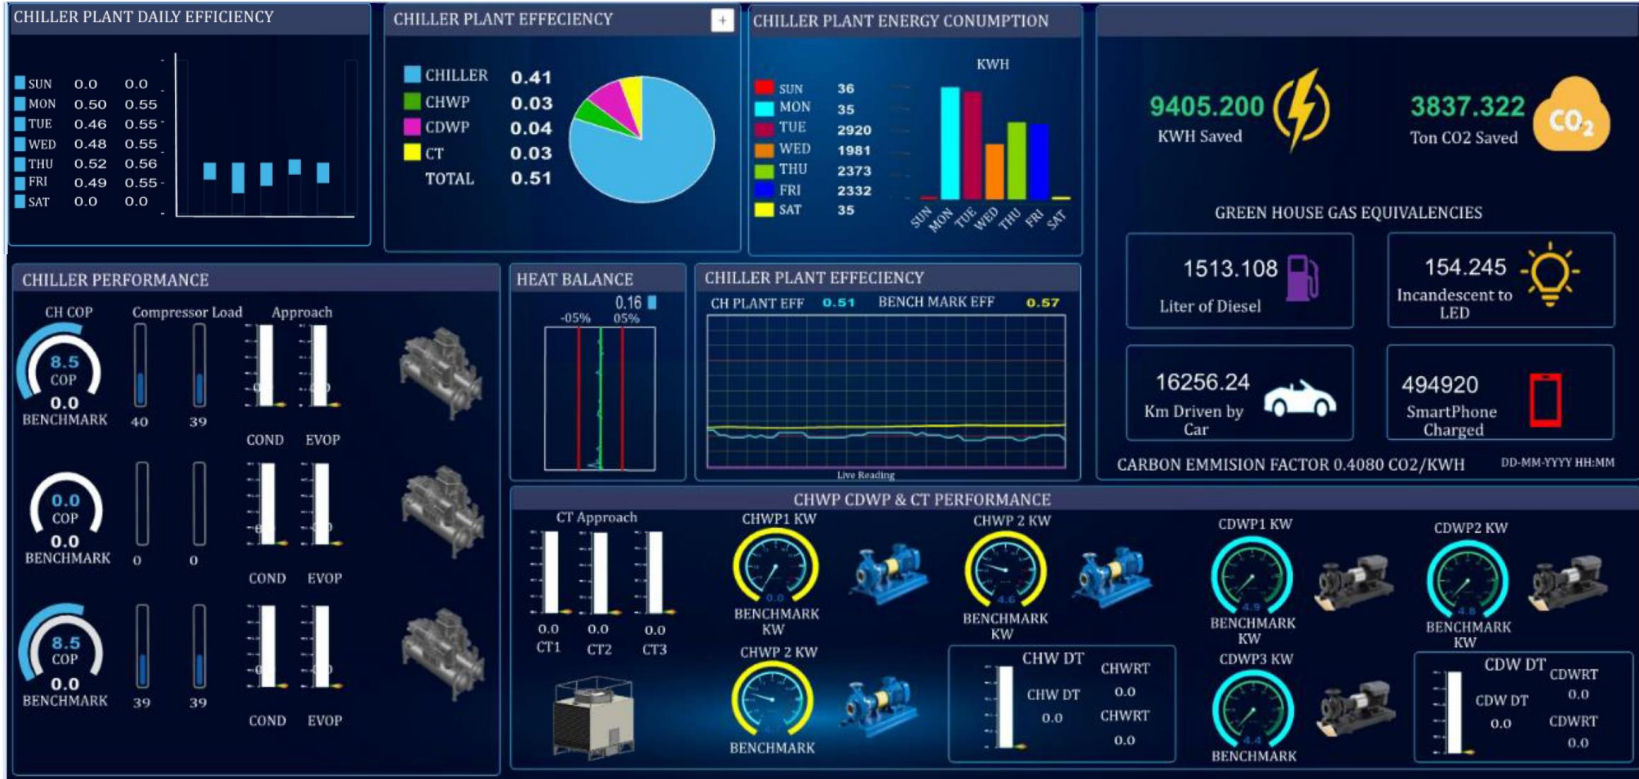 CHILLER PLANT DAILY EFFICIENCY
SUN 0.0 0.0
MON 0.50 0.55
TUE 0.46 0.55
WED 0.48 0.55
THU 0.52 0.56
FRI 0.49 0.55
SAT 0.0 0.0
CHILLER PLANT EFFECIENCY
+
CHILLER 0.41
CHWP 0.03
CDWP 0.04
CT 0.03
TOTAL 0.51
CHILLER PLANT ENERGY CONUMPTION
KWH
SUN 36
MON 35
TUE 2920
WED 1981
THU 2373
FRI 2332
SAT 35
SUN MON TUE WED THU FRI SAT
9405.200
KWH Saved
3837.322
Ton CO2 Saved
CO2
GREEN HOUSE GAS EQUIVALENCIES
1513.108
Liter of Diesel
154.245
Incandescent to
LED
16256.24
Km Driven by
Car
494920
SmartPhone
Charged
CARBON EMMISION FACTOR 0.4080 CO2/KWH
DD-MM-YYYY HH:MM
CHILLER PERFORMANCE
CH COP Compressor Load Approach
8.5
COP
0.0
BENCHMARK
40 39
COND EVOP
0.0
COP
0.0
BENCHMARK
0 0
COND EVOP
8.5
COP
0.0
BENCHMARK
39 39
COND EVOP
HEAT BALANCE
0.16
-05% 05%
CHILLER PLANT EFFECIENCY
CH PLANT EFF 0.51 BENCH MARK EFF 0.57
Live Reading
CHWP CDWP & CT PERFORMANCE
CT Approach
0.0 0.0 0.0
CT1 CT2 CT3
CHWP1 KW
0.0
BENCHMARK
KW
CHWP 2 KW
4.6
BENCHMARK
KW
CDWP1 KW
4.9
BENCHMARK
KW
CDWP2 KW
4.8
BENCHMARK
KW
CHWP 2 KW
BENCHMARK
CHW DT
CHW DT
0.0
CHWRT
0.0
CHWRT
0.0
CDWP3 KW
4.4
BENCHMARK
CDW DT
CDW DT
0.0
CDWRT
0.0
CDWRT
0.0